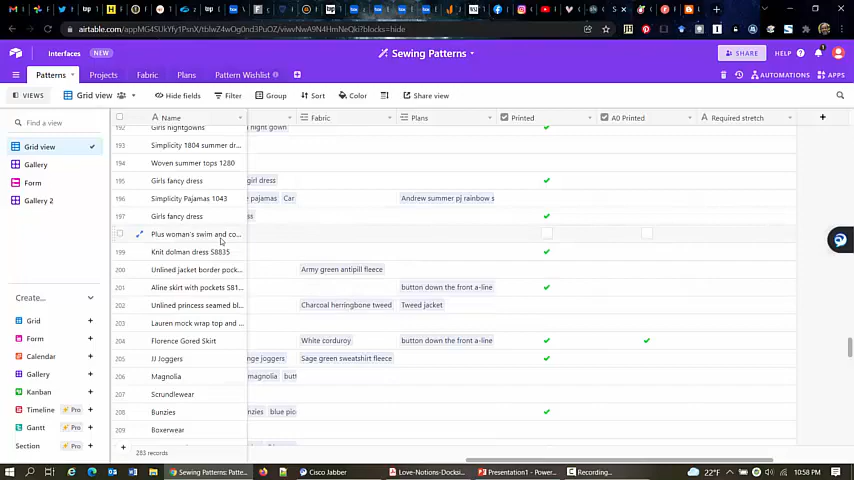 airtable.com/appMG4SUkYfy1PsnX/tblwZ4wOg0nd3Zz7G/viwvNwA9N4HmNeQki?blocks=hide
Interfaces NEW
Sewing Patterns
SHARE HELP
Patterns Projects Fabric Plans Pattern Wishlist
AUTOMATIONS APPS
VIEWS Grid view Hide fields Filter Group Sort Color Share view
Find a view
Grid view
Gallery
Form
Gallery 2
Create...
Grid
Form
Calendar
Gallery
Kanban
Timeline Pro
Gantt Pro
Section
Name Fabric Plans Printed A0 Printed Required stretch
192 Girls nightgowns night gown
193 Simplicity 1804 summer dr...
194 Woven summer tops 1280
195 Girls fancy dress girl dress
196 Simplicity Pajamas 1043 e pajamas Car Andrew summer pj rainbow s
197 Girls fancy dress ss
Plus woman's swim and co...
199 Knit dolman dress S8835
200 Unlined jacket border pock... Army green antipill fleece
201 Aline skirt with pockets S81... button down the front a-line
202 Unlined princess seamed bl... Charcoal herringbone tweed Tweed jacket
203 Lauren mock wrap top and ...
204 Florence Gored Skirt White corduroy button down the front a-line
205 JJ Joggers nge joggers Sage green sweatshirt fleece
206 Magnolia magnolia butt
207 Scrundlewear
208 Bunzies nzies blue pic
209 Boxerwear
283 records
Sewing Patterns: Patte...
Cisco Jabber
Love-Notions-Docksi...
Presentation1 - Power...
Recording...
22°F
10:58 PM